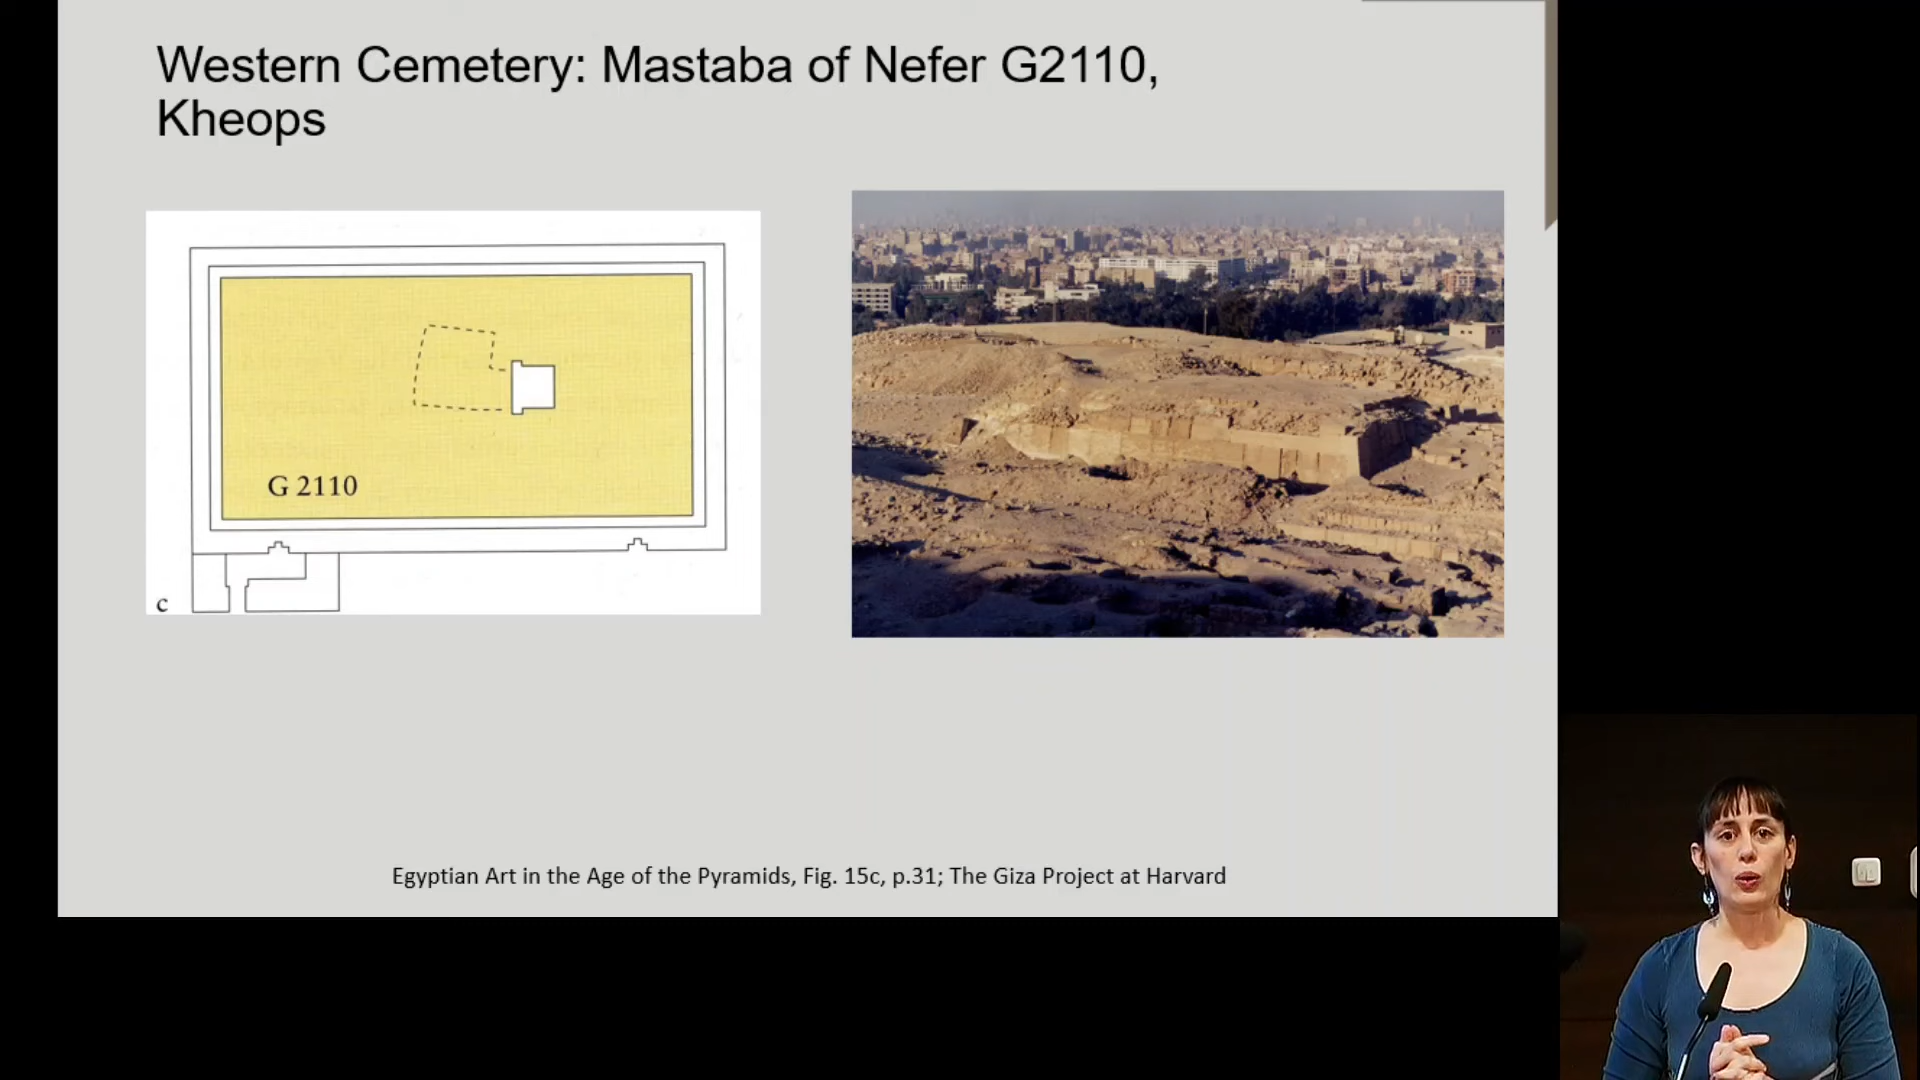 Western Cemetery: Mastaba of Nefer G2110,
Kheops
G 2110
c
Egyptian Art in the Age of the Pyramids, Fig. 15c, p.31; The Giza Project at Harvard